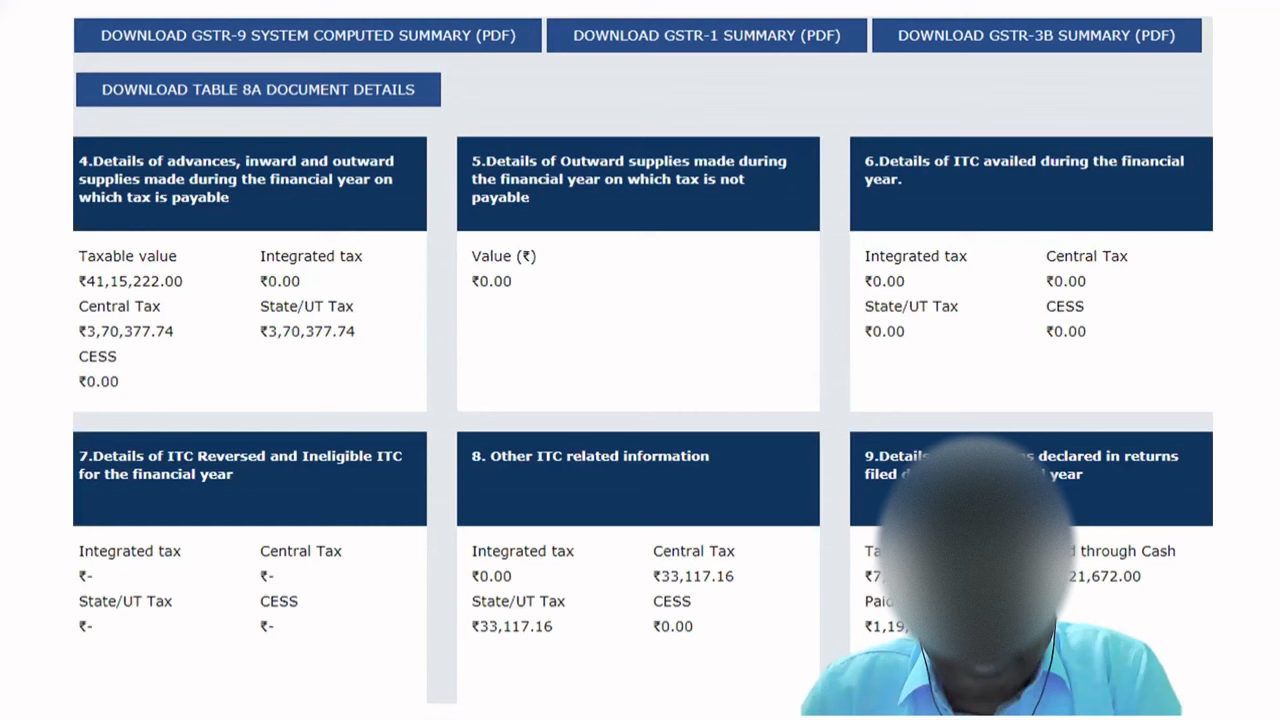 DOWNLOAD GSTR-9 SYSTEM COMPUTED SUMMARY (PDF)
DOWNLOAD GSTR-1 SUMMARY (PDF)
DOWNLOAD GSTR-3B SUMMARY (PDF)
DOWNLOAD TABLE 8A DOCUMENT DETAILS
4.Details of advances, inward and outward
supplies made during the financial year on
which tax is payable
Taxable value Integrated tax
₹41,15,222.00 ₹0.00
Central Tax State/UT Tax
₹3,70,377.74 ₹3,70,377.74
CESS
₹0.00
5.Details of Outward supplies made during
the financial year on which tax is not
payable
Value (₹)
₹0.00
6.Details of ITC availed during the financial
year.
Integrated tax Central Tax
₹0.00 ₹0.00
State/UT Tax CESS
₹0.00 ₹0.00
7.Details of ITC Reversed and Ineligible ITC
for the financial year
Integrated tax Central Tax
₹- ₹-
State/UT Tax CESS
₹- ₹-
8. Other ITC related information
Integrated tax Central Tax
₹0.00 ₹33,117.16
State/UT Tax CESS
₹33,117.16 ₹0.00
declared in returns
filed year
through Cash